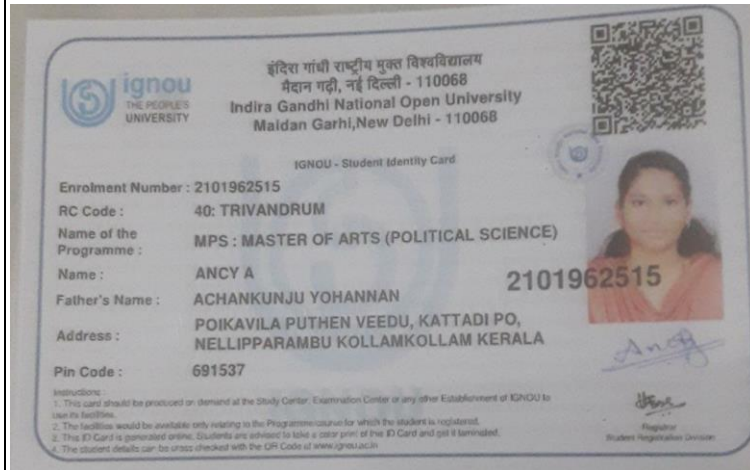 इंदिरा गांधी राष्ट्रीय मुक्त विश्वविद्यालय
मैदान गढ़ी, नई दिल्ली - 110068
Indira Gandhi National Open University
Maidan Garhi,New Delhi - 110068
ignou
THE PEOPLE'S
UNIVERSITY
IGNOU - Student Identity Card
Enrolment Number : 2101962515
RC Code : 40: TRIVANDRUM
Name of the Programme : MPS : MASTER OF ARTS (POLITICAL SCIENCE)
Name : ANCY A
2101962515
Father's Name : ACHANKUNJU YOHANNAN
Address : POIKAVILA PUTHEN VEEDU, KATTADI PO,
NELLIPPARAMBU KOLLAMKOLLAM KERALA
Pin Code : 691537
Ancy
Instructions :
1. This card should be produced on demand at the Study Center, Examination Center or any other Establishment of IGNOU to
use its facilities.
2. The facilities would be available only relating to the Programme/course for which the student is registered.
3. This ID Card is generated online. Students are advised to take a color print of this ID Card and get it laminated.
4. The student details can be cross checked with the QR Code at www.ignou.ac.in
Registrar
Student Registration Division